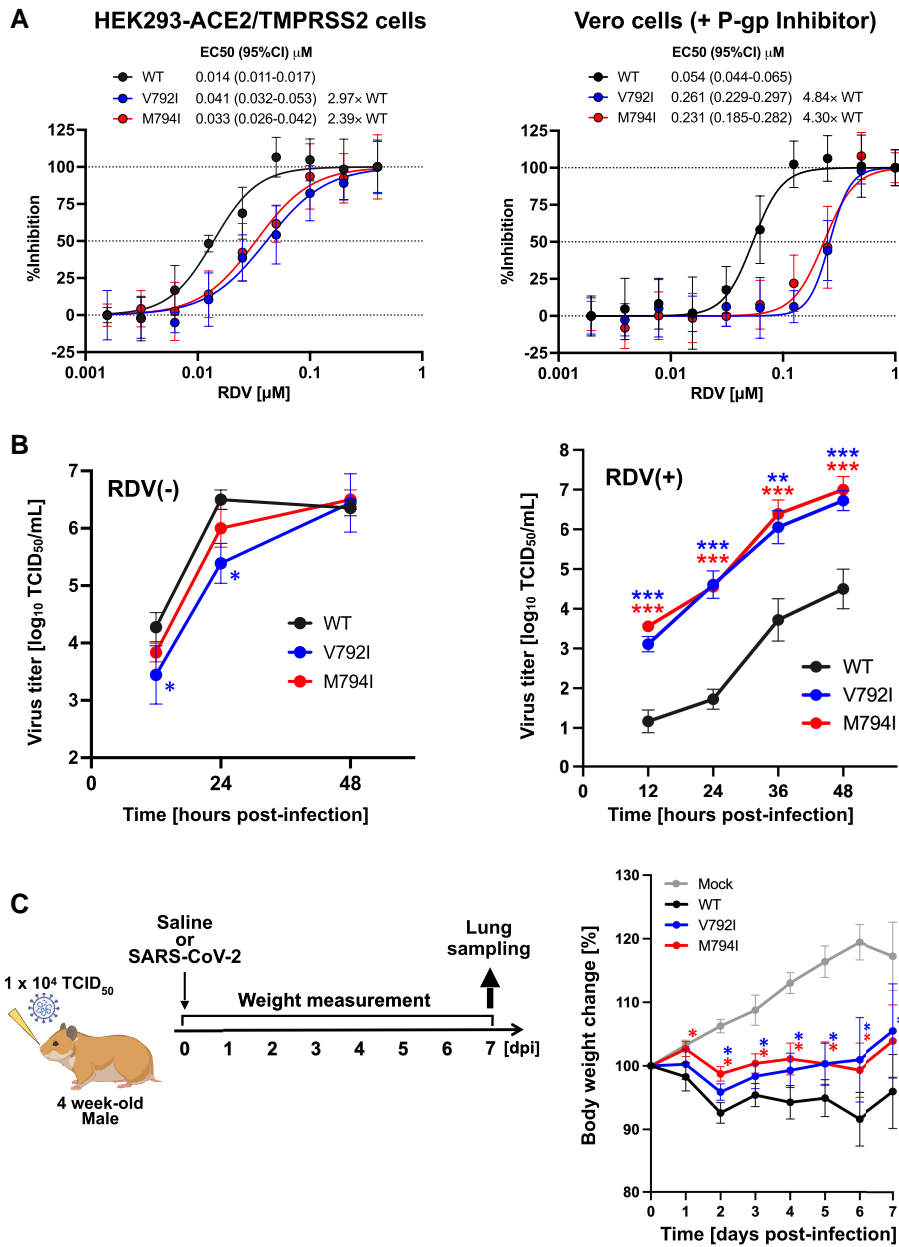 A
HEK293-ACE2/TMPRSS2 cells
EC50 (95%CI) µM
WT 0.014 (0.011-0.017)
V792I 0.041 (0.032-0.053) 2.97× WT
M794I 0.033 (0.026-0.042) 2.39× WT
125
100
75
50
25
0
-25
%Inhibition
0.001 0.01 0.1 1
RDV [µM]
Vero cells (+ P-gp Inhibitor)
EC50 (95%CI) µM
WT 0.054 (0.044-0.065)
V792I 0.261 (0.229-0.297) 4.84× WT
M794I 0.231 (0.185-0.282) 4.30× WT
125
100
75
50
25
0
-25
%Inhibition
0.001 0.01 0.1 1
RDV [µM]
B
RDV(-)
7
6
5
4
3
2
Virus titer [log₁₀ TCID₅₀/mL]
*
*
WT
V792I
M794I
0 24 48
Time [hours post-infection]
RDV(+)
8
7
6
5
4
3
2
1
0
Virus titer [log₁₀ TCID₅₀/mL]
*** *** ** ***
*** *** *** ***
WT
V792I
M794I
0 12 24 36 48
Time [hours post-infection]
C
1 x 10⁴ TCID₅₀
4 week-old
Male
Saline
or
SARS-CoV-2
Lung
sampling
Weight measurement
0 1 2 3 4 5 6 7 [dpi]
Mock
WT
V792I
M794I
130
120
110
100
90
80
Body weight change [%]
* * * * * *
* * * * * *
0 1 2 3 4 5 6 7
Time [days post-infection]